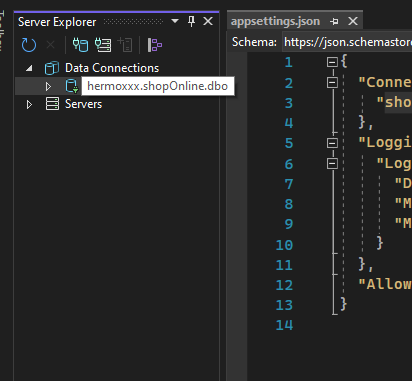 Server Explorer
Data Connections
hermoxxx.shopOnline.dbo
Servers
appsettings.json
Schema: https://json.schemastor
1 {
2 "Conne
3 "sho
4 },
5 "Loggi
6 "Log
7 "D
8 "M
9 "M
10 }
11 },
12 "Allow
13 }
14